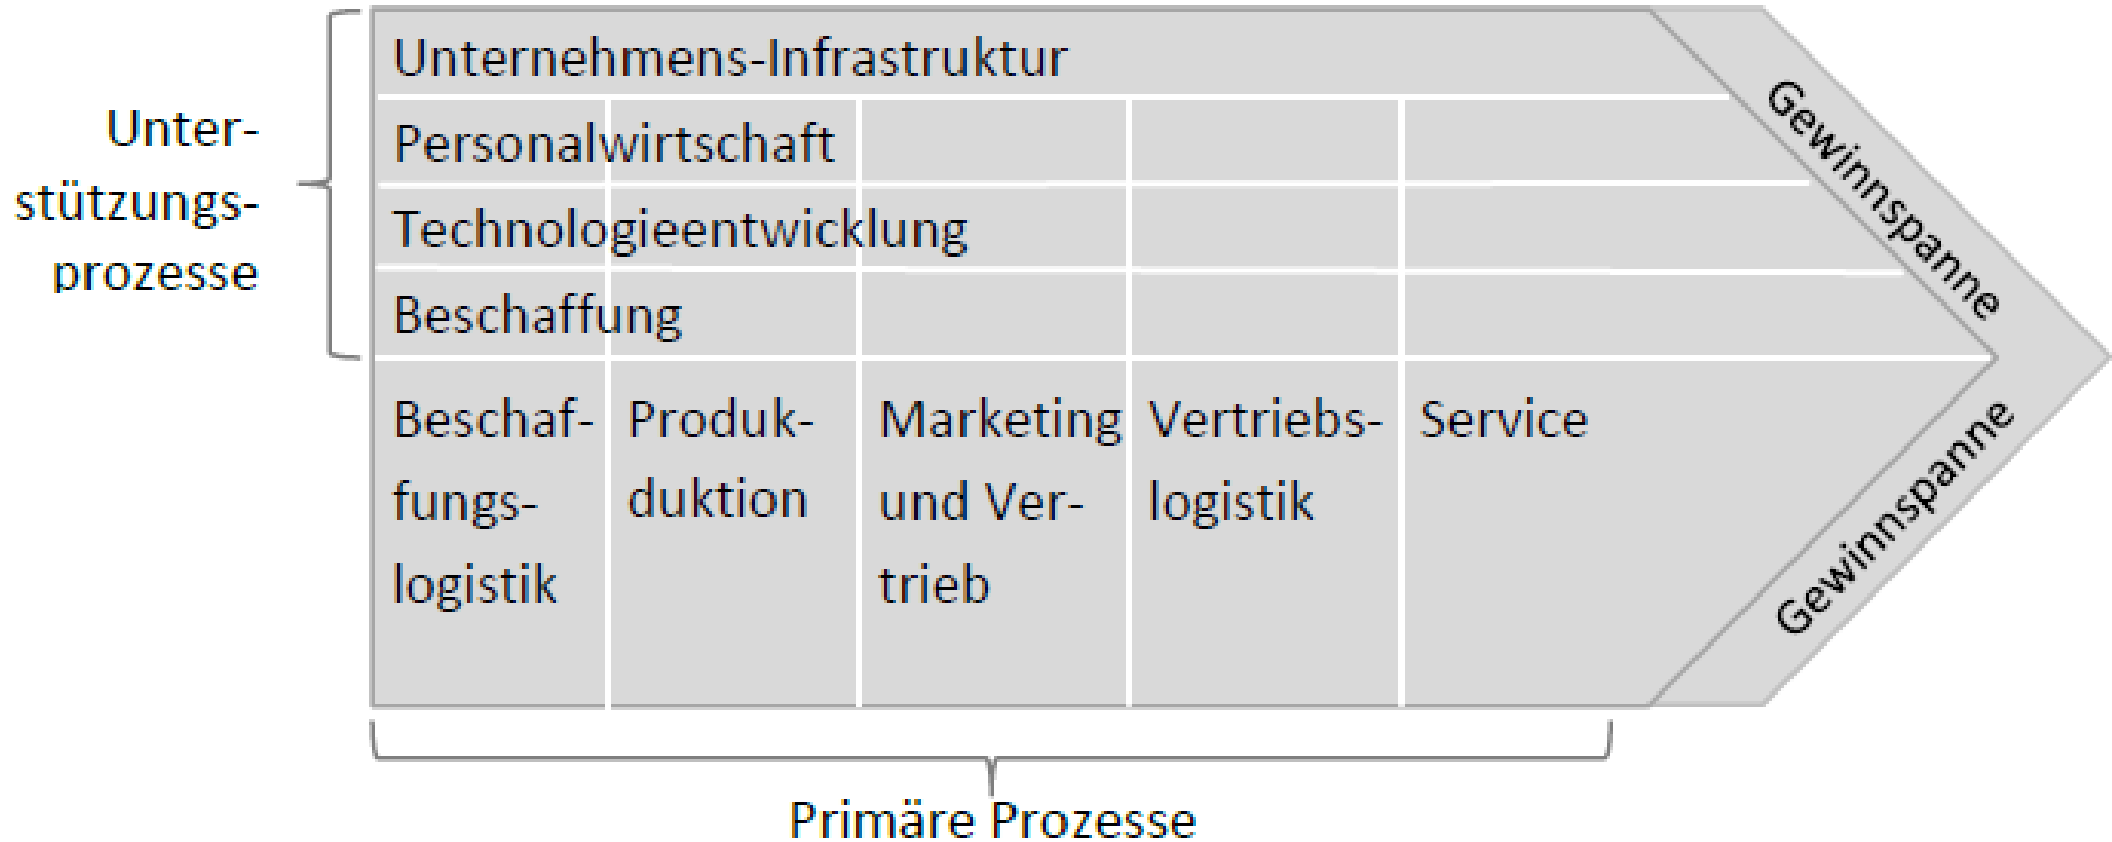 Unternehmens-Infrastruktur
Personalwirtschaft
Technologieentwicklung
Beschaffung
Unter-
stützungs-
prozesse
Gewinnspanne
Gewinnspanne
Beschaf-
fungs-
logistik
Produk-
duktion
Marketing
und Ver-
trieb
Vertriebs-
logistik
Service
Primäre Prozesse